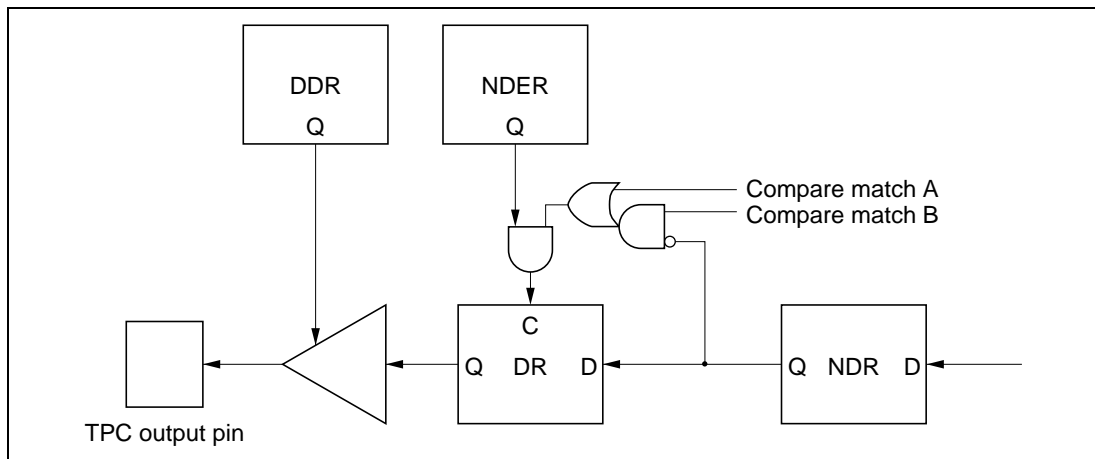 DDR
Q
NDER
Q
Compare match A
Compare match B
C
Q DR D
Q NDR D
TPC output pin